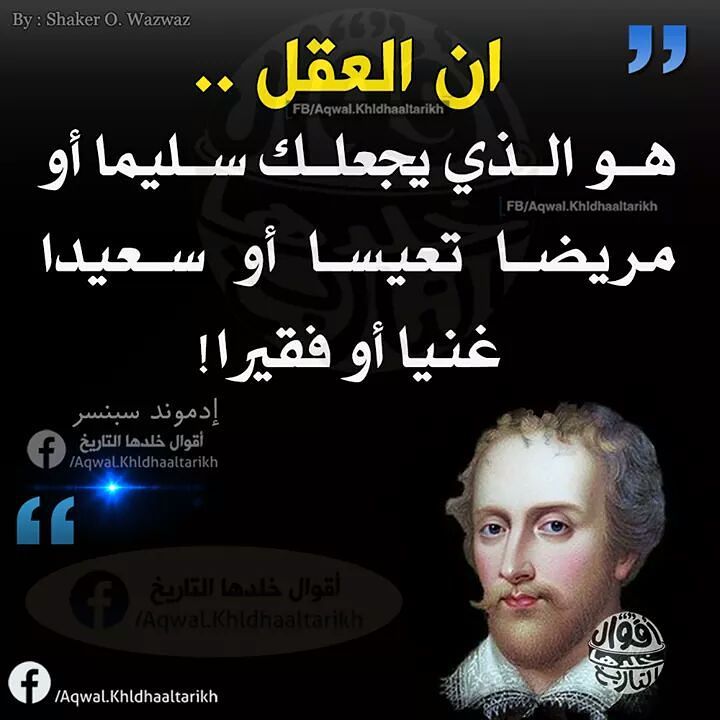 By : Shaker O. Wazwaz
ان العقل ..
FB/Aqwal.Khldhaaltarikh
هو الذي يجعلك سليما أو
FB/Aqwal.Khldhaaltarikh
مريضا تعيسا أو سعيدا
غنيا أو فقيرا!
إدموند سبنسر
أقوال خلدها التاريخ
/Aqwal.Khldhaaltarikh
أقوال خلدها التاريخ
/Aqwal.Khldhaaltarikh
أقوال
خلدها
التاريخ
/Aqwal.Khldhaaltarikh